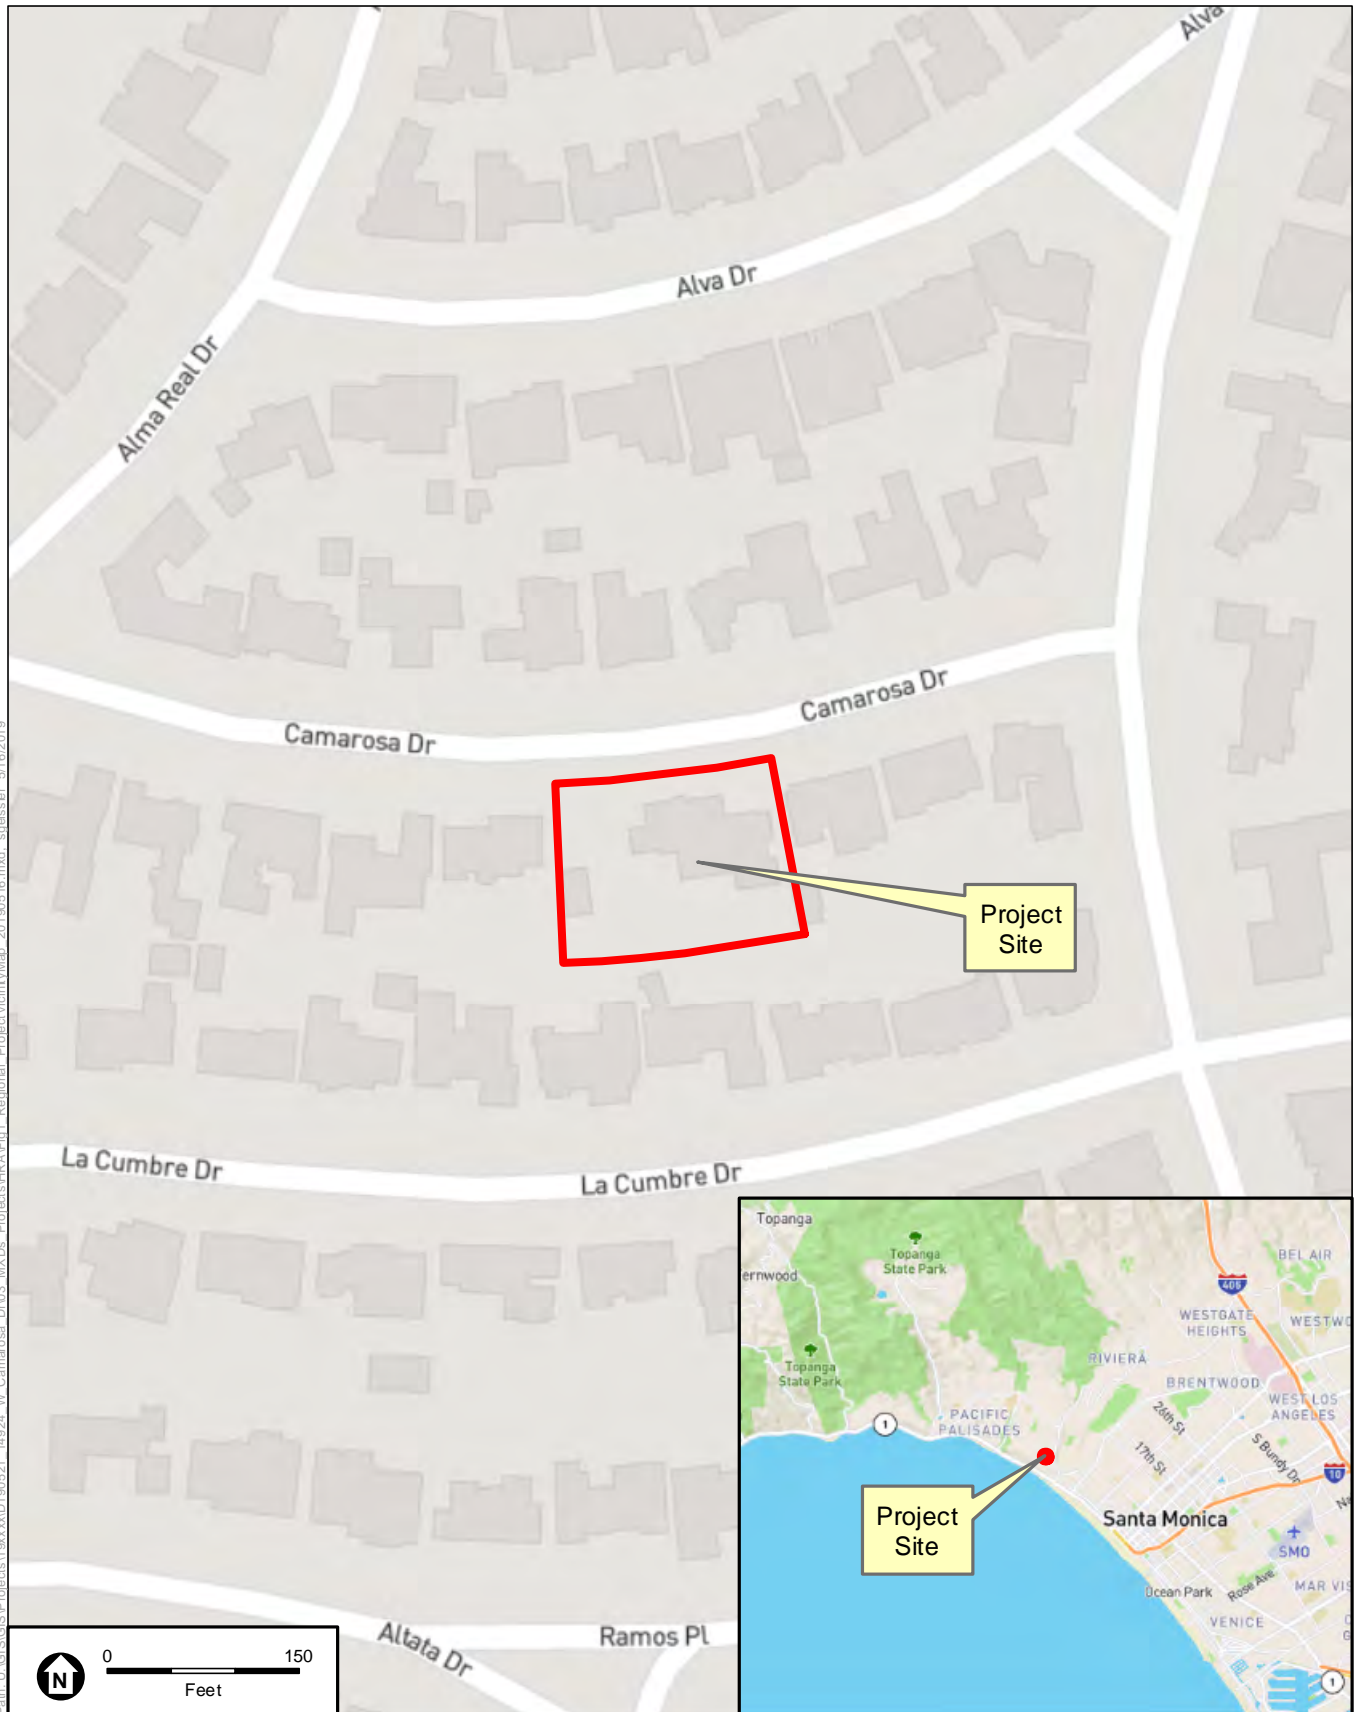 Alva
Alva Dr
Alma Real Dr
Camarosa Dr
Camarosa Dr
Project
Site
La Cumbre Dr
La Cumbre Dr
Altata Dr
Ramos Pl
N
0 150
Feet
Topanga
Topanga
State Park
ernwood
BEL AIR
405
WESTGATE
HEIGHTS
WESTWO
RIVIERA
Topanga
State Park
BRENTWOOD
WEST LOS
ANGELES
PACIFIC
PALISADES
1
26th St
17th St
S Bundy Dr
10
Project
Site
Santa Monica
SMO
Ocean Park
Rose Ave
MAR VIS
VENICE
1